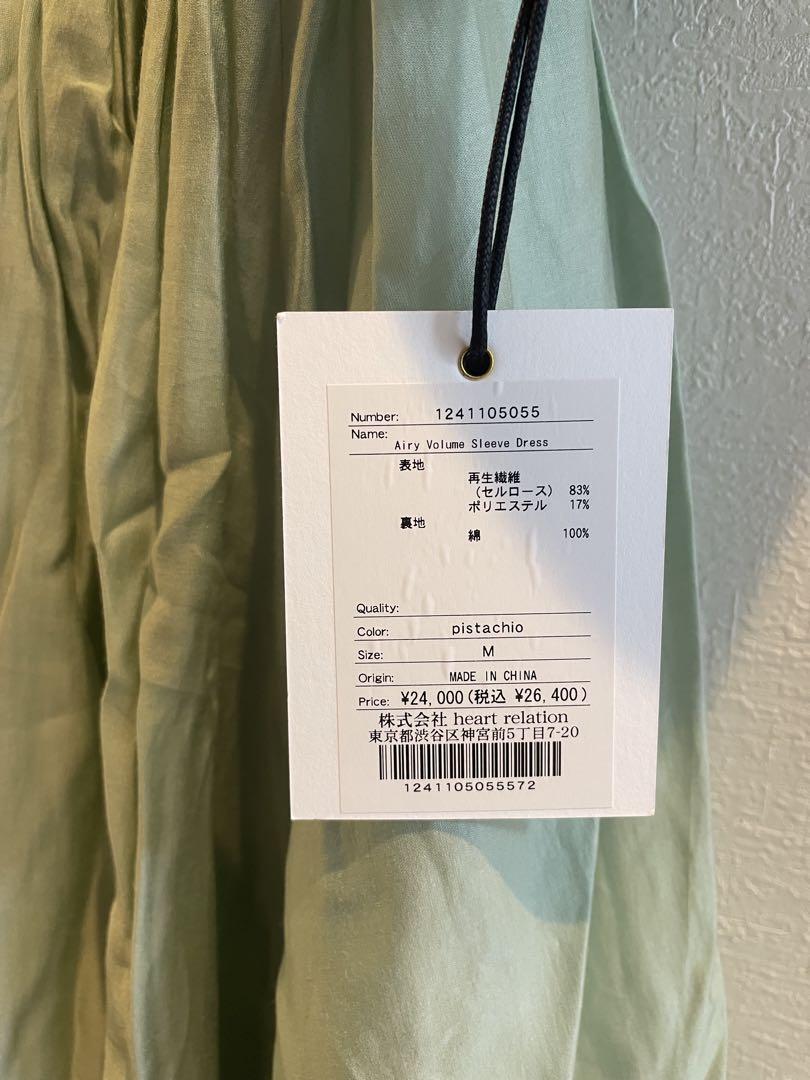 Number: 1241105055
Name: Airy Volume Sleeve Dress
表地
再生繊維
（セルロース） 83%
ポリエステル 17%
裏地
綿 100%
Quality:
Color: pistachio
Size: M
Origin: MADE IN CHINA
Price: ¥24,000(税込 ¥26,400)
株式会社 heart relation
東京都渋谷区神宮前5丁目7-20
1241105055572